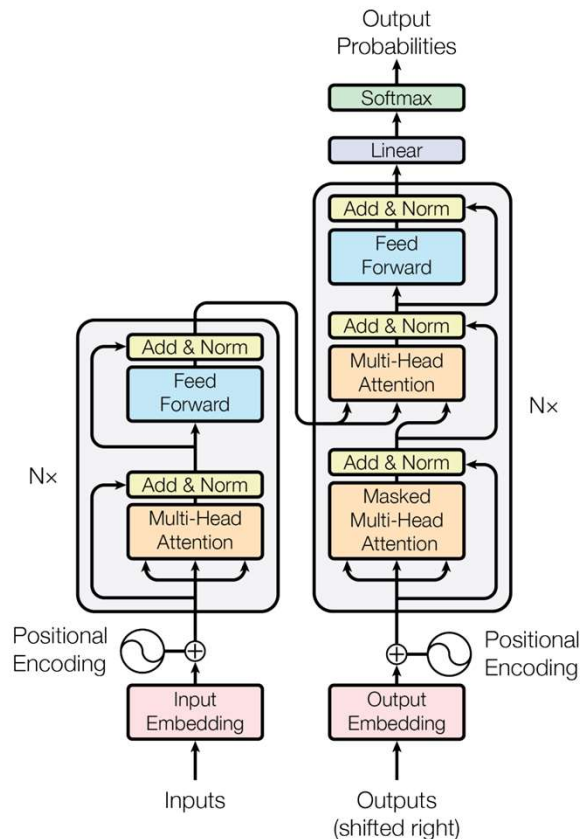 Output
Probabilities
Softmax
Linear
Add & Norm
Feed
Forward
Add & Norm
Multi-Head
Attention
Add & Norm
Masked
Multi-Head
Attention
Nx
Add & Norm
Feed
Forward
Add & Norm
Multi-Head
Attention
Nx
Positional
Encoding
Positional
Encoding
Input
Embedding
Output
Embedding
Inputs
Outputs
(shifted right)